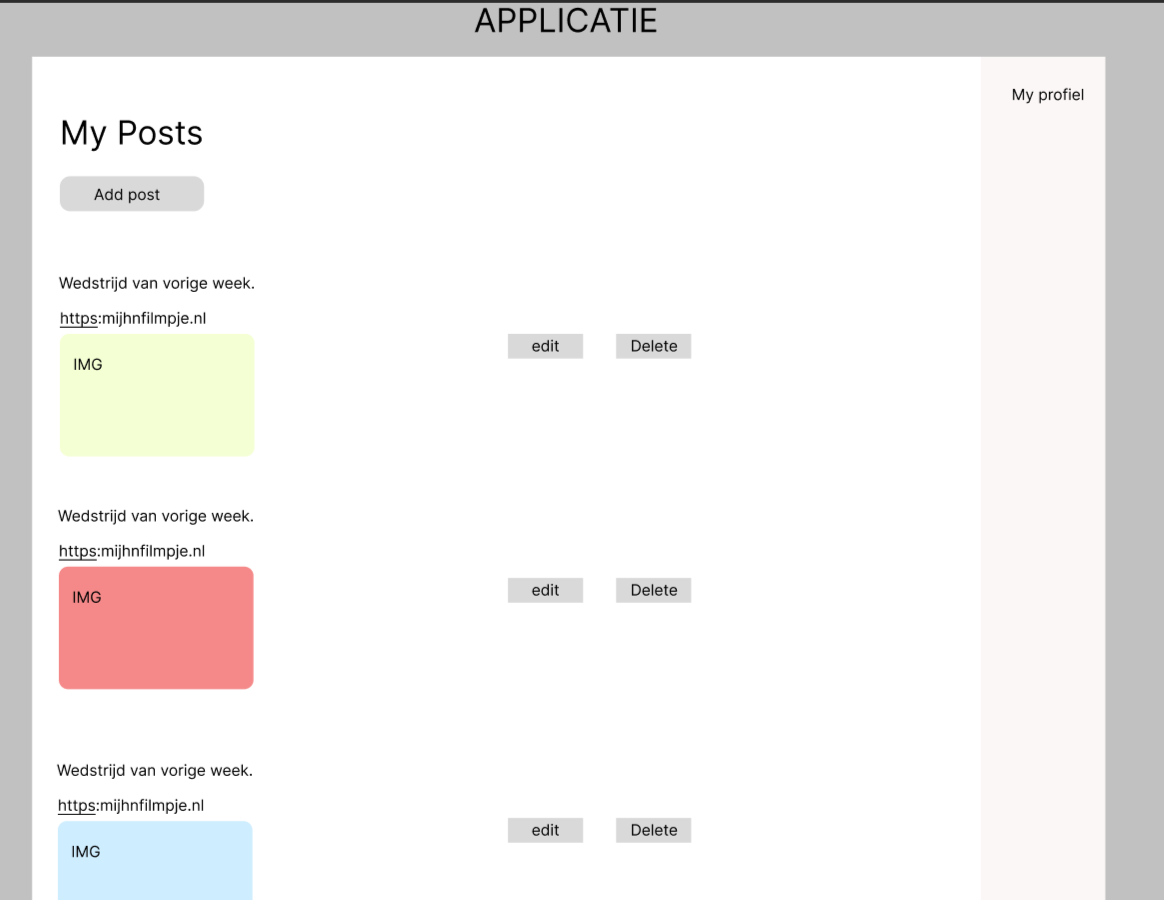 APPLICATIE
My profiel
My Posts
Add post
Wedstrijd van vorige week.
https:mijhnfilmpje.nl
IMG
edit
Delete
Wedstrijd van vorige week.
https:mijhnfilmpje.nl
IMG
edit
Delete
Wedstrijd van vorige week.
https:mijhnfilmpje.nl
IMG
edit
Delete